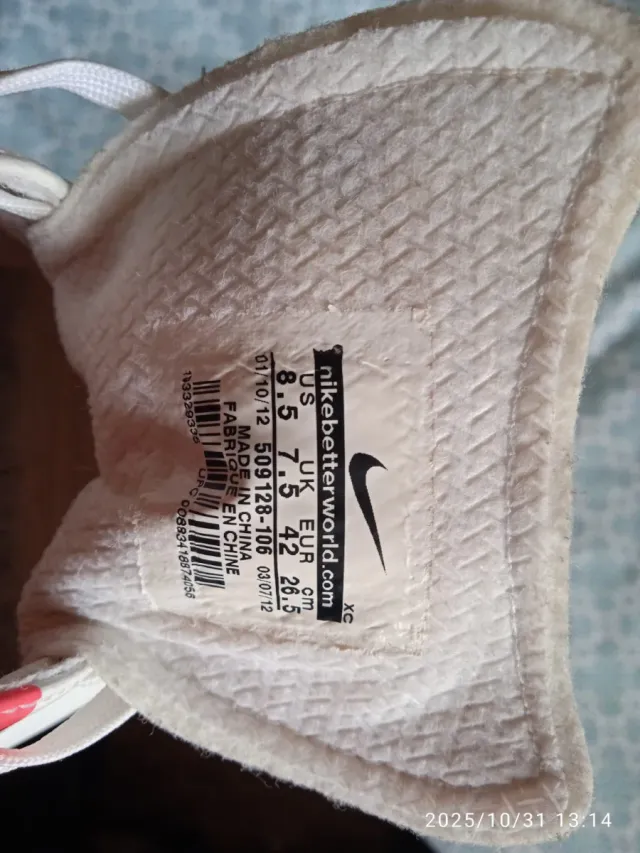 XC
nikebetterworld.com
US UK EUR cm
8.5 7.5 42 26.5
01/10/12 509128-106 03/07/12
MADE IN CHINA
FABRIQUE EN CHINE
2025/10/31 13:14